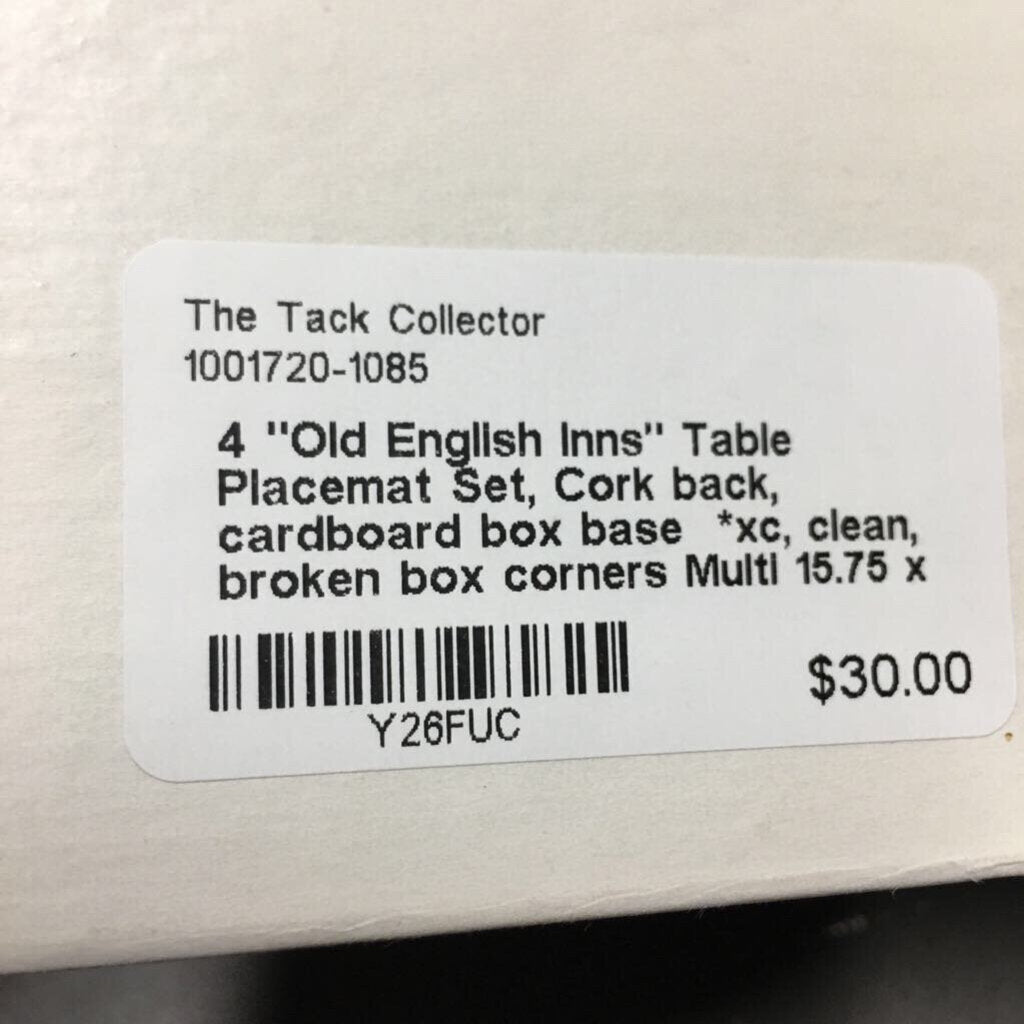 The Tack Collector
1001720-1085
4 "Old English Inns" Table
Placemat Set, Cork back,
cardboard box base *xc, clean,
broken box corners Multi 15.75 x
$30.00
Y26FUC